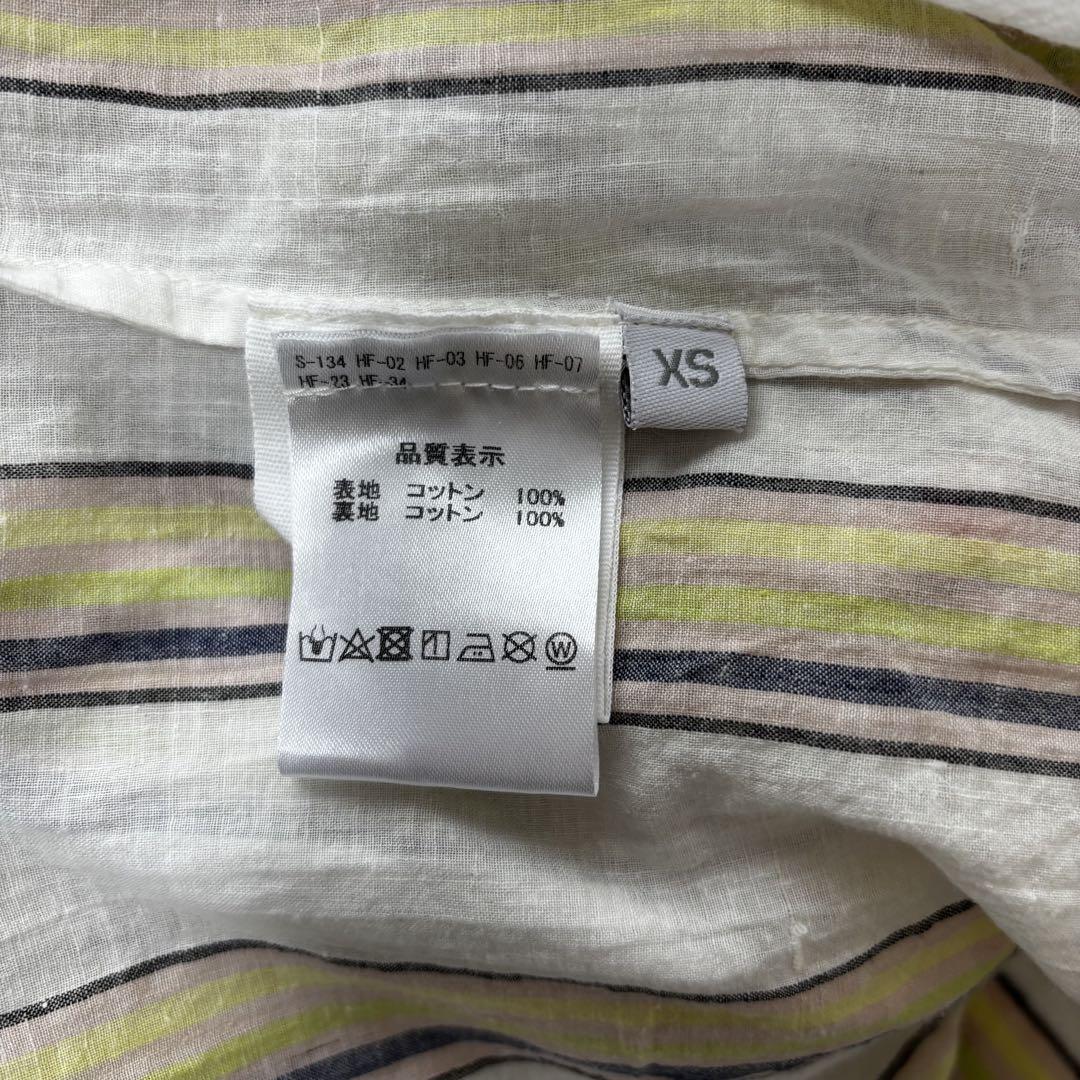 S-134 HF-02 HF-03 HF-06 HF-07
HF-23 HF-34
XS
品質表示
表地 コットン 100%
裏地 コットン 100%
W